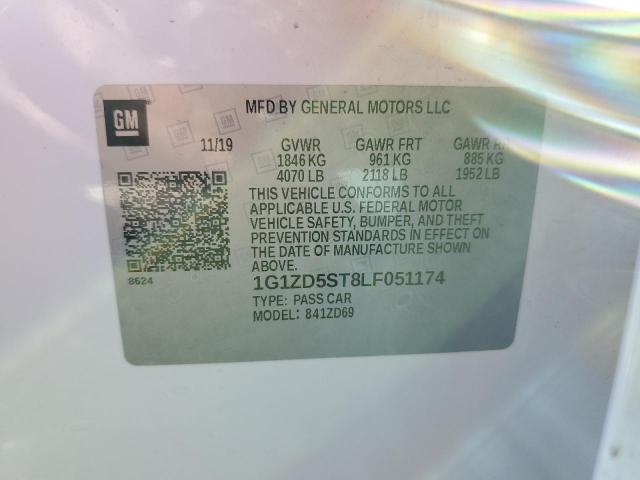 GM
MFD BY GENERAL MOTORS LLC
11/19 GVWR GAWR FRT GAWR RR
1846 KG 961 KG 885 KG
4070 LB 2118 LB 1952 LB
THIS VEHICLE CONFORMS TO ALL
APPLICABLE U.S. FEDERAL MOTOR
VEHICLE SAFETY, BUMPER, AND THEFT
PREVENTION STANDARDS IN EFFECT ON
THE DATE OF MANUFACTURE SHOWN
ABOVE.
8624
1G1ZD5ST8LF051174
TYPE: PASS CAR
MODEL: 841ZD69